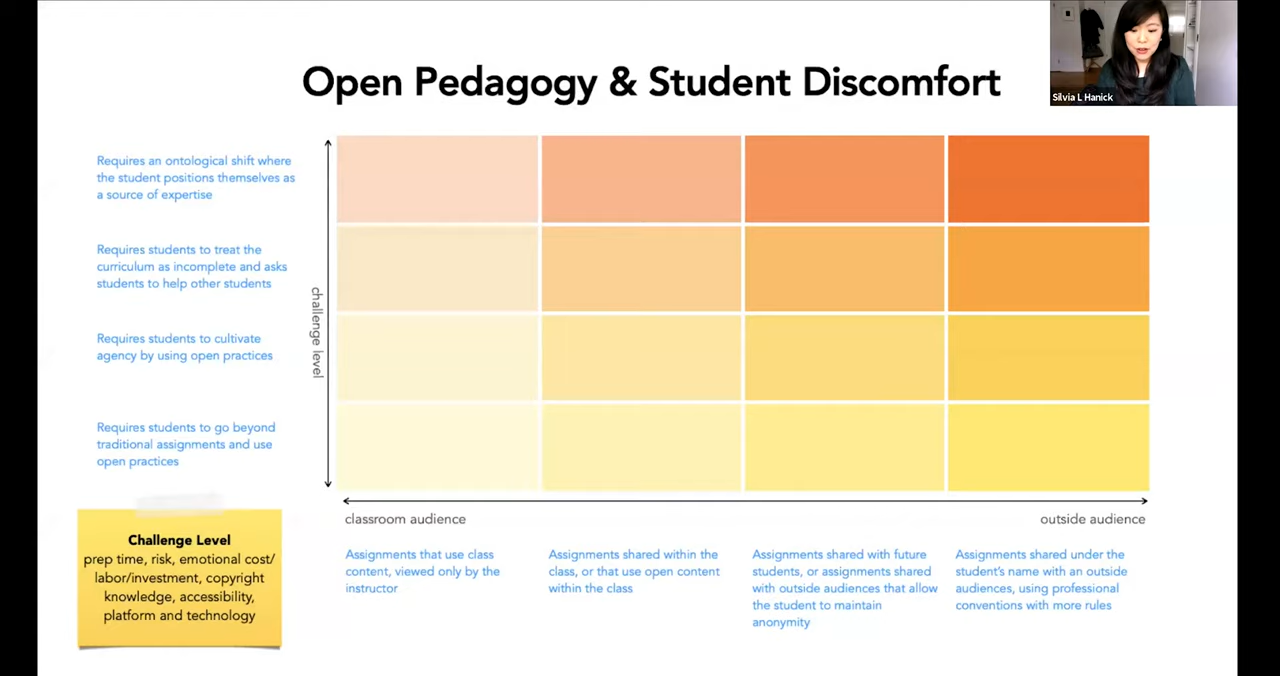 Open Pedagogy & Student Discomfort
Silvia L Hanick
Requires an ontological shift where
the student positions themselves as
a source of expertise
Requires students to treat the
curriculum as incomplete and asks
students to help other students
Requires students to cultivate
agency by using open practices
Requires students to go beyond
traditional assignments and use
open practices
challenge level
classroom audience
outside audience
Challenge Level
prep time, risk, emotional cost/
labor/investment, copyright
knowledge, accessibility,
platform and technology
Assignments that use class
content, viewed only by the
instructor
Assignments shared within the
class, or that use open content
within the class
Assignments shared with future
students, or assignments shared
with outside audiences that allow
the student to maintain
anonymity
Assignments shared under the
student's name with an outside
audiences, using professional
conventions with more rules